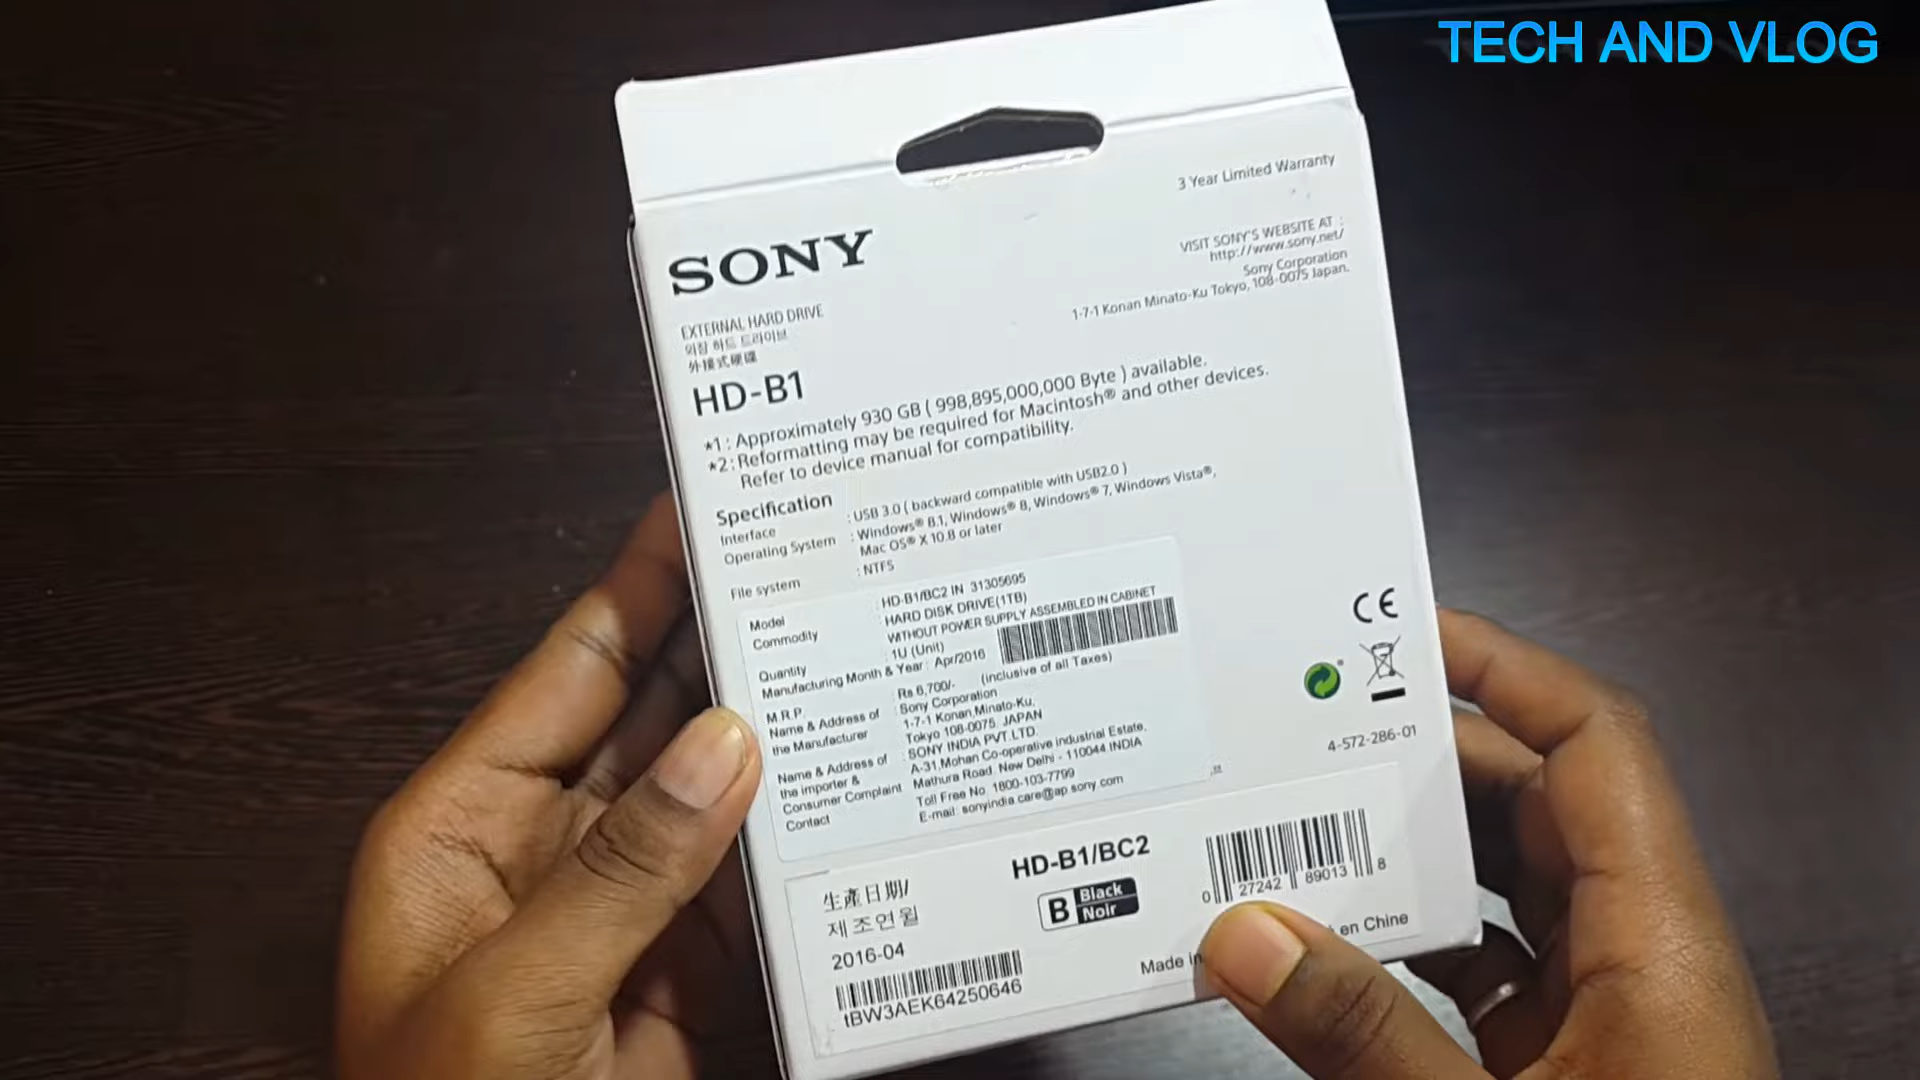 TECH AND VLOG
3 Year Limited Warranty
SONY
VISIT SONY'S WEBSITE AT :
http://www.sony.net/
Sony Corporation
1-7-1 Konan Minato-Ku Tokyo, 108-0075 Japan.
EXTERNAL HARD DRIVE
외장 하드 드라이브
外接式硬碟
HD-B1
*1 : Approximately 930 GB ( 998,895,000,000 Byte ) available.
*2 : Reformatting may be required for Macintosh® and other devices.
Refer to device manual for compatibility.
Specification
Interface : USB 3.0 ( backward compatible with USB2.0 )
Operating System : Windows® 8.1, Windows® 8, Windows® 7, Windows Vista®,
Mac OS® X 10.8 or later
File system : NTFS
Model : HD-B1/BC2 IN 31305695
Commodity : HARD DISK DRIVE(1TB)
WITHOUT POWER SUPPLY ASSEMBLED IN CABINET
Quantity : 1U (Unit)
Manufacturing Month & Year : Apr/2016
M.R.P. : Rs 6,700/- (inclusive of all Taxes)
Name & Address of the Manufacturer : Sony Corporation
1-7-1 Konan,Minato-Ku,
Tokyo 108-0075, JAPAN
Name & Address of the importer & Consumer Complaint Contact : SONY INDIA PVT.LTD.
A-31,Mohan Co-operative industrial Estate,
Mathura Road, New Delhi - 110044 INDIA
Toll Free No. 1800-103-7799
E-mail: sonyindia.care@ap.sony.com
CE
4-572-286-01
HD-B1/BC2
B Black
Noir
生產日期/
제조연월
2016-04
tBW3AEK64250646
0 27242 89013 8
Made in
en Chine